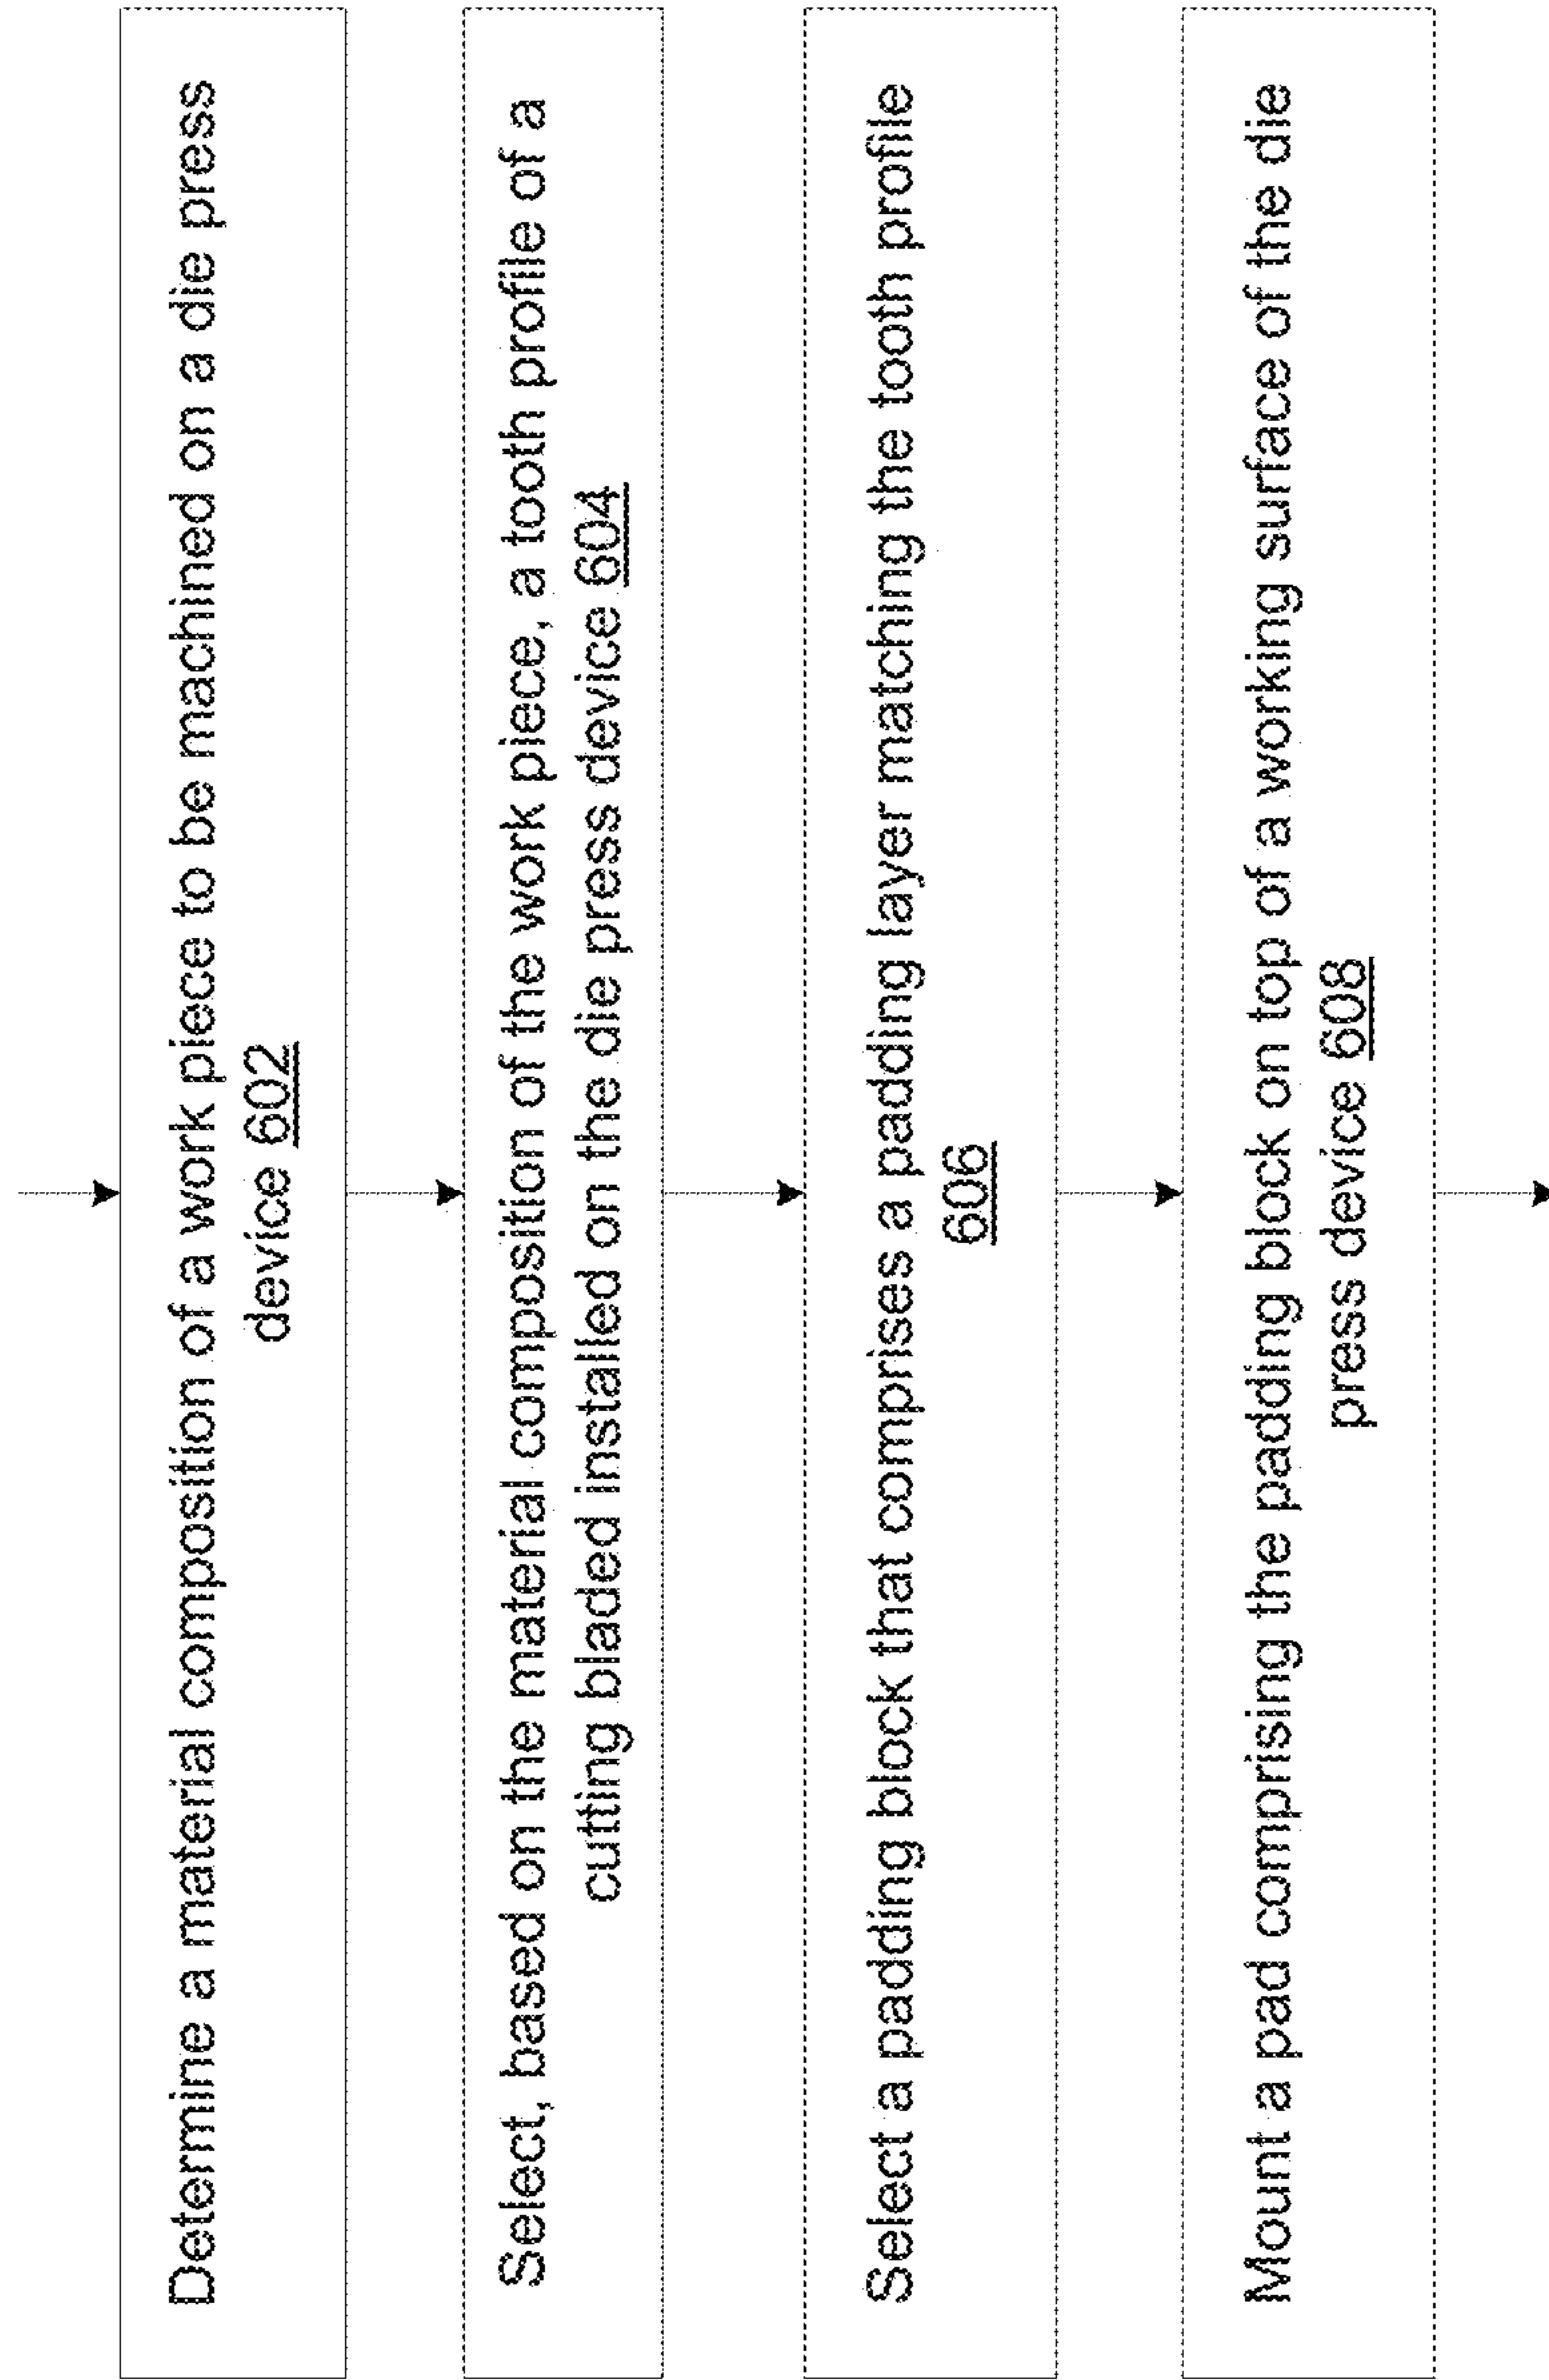 Determine a material composition of a work piece to be machined on a die press
device 602
Select, based on the material composition of the work piece, a tooth profile of a
cutting bladed installed on the die press device 604
Select a padding block that comprises a padding layer matching the tooth profile
606
Mount a pad comprising the padding block on top of a working surface of the die
press device 608